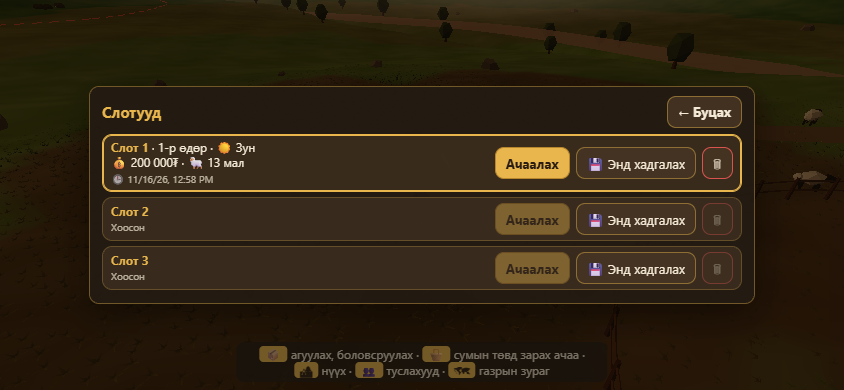 Слотууд
← Буцах
Слот 1 · 1-р өдөр · ☀️ Зун
💰 200 000₮ · 🐑 13 мал
🕒 11/16/26, 12:58 PM
Ачаалах
💾 Энд хадгалах
Слот 2
Хоосон
Ачаалах
💾 Энд хадгалах
Слот 3
Хоосон
Ачаалах
💾 Энд хадгалах
агуулах, боловсруулах · сумын төвд зарах ачаа ·
нүүх · 👥 туслахууд · 🗺 газрын зураг